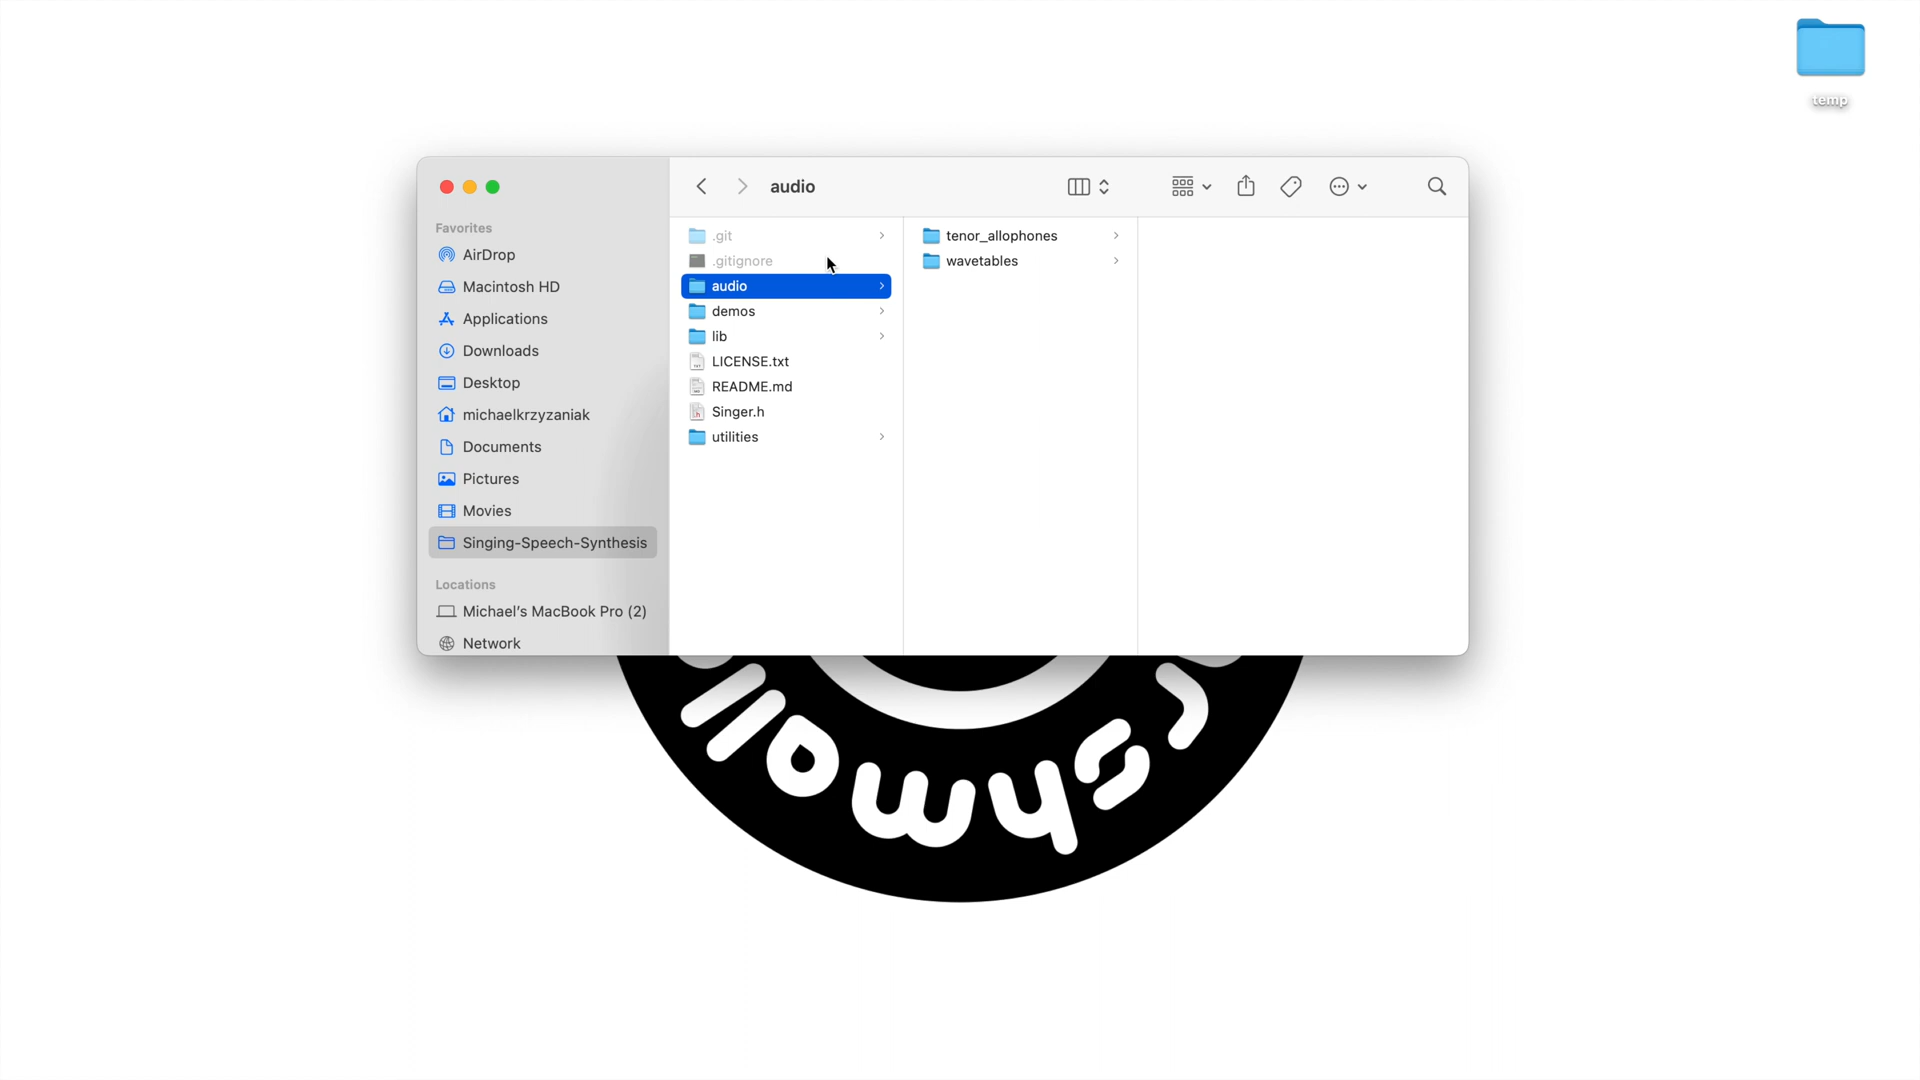 temp
audio
Favorites
AirDrop
Macintosh HD
Applications
Downloads
Desktop
michaelkrzyzaniak
Documents
Pictures
Movies
Singing-Speech-Synthesis
Locations
Michael's MacBook Pro (2)
Network
.git
.gitignore
audio
demos
lib
LICENSE.txt
README.md
Singer.h
utilities
tenor_allophones
wavetables